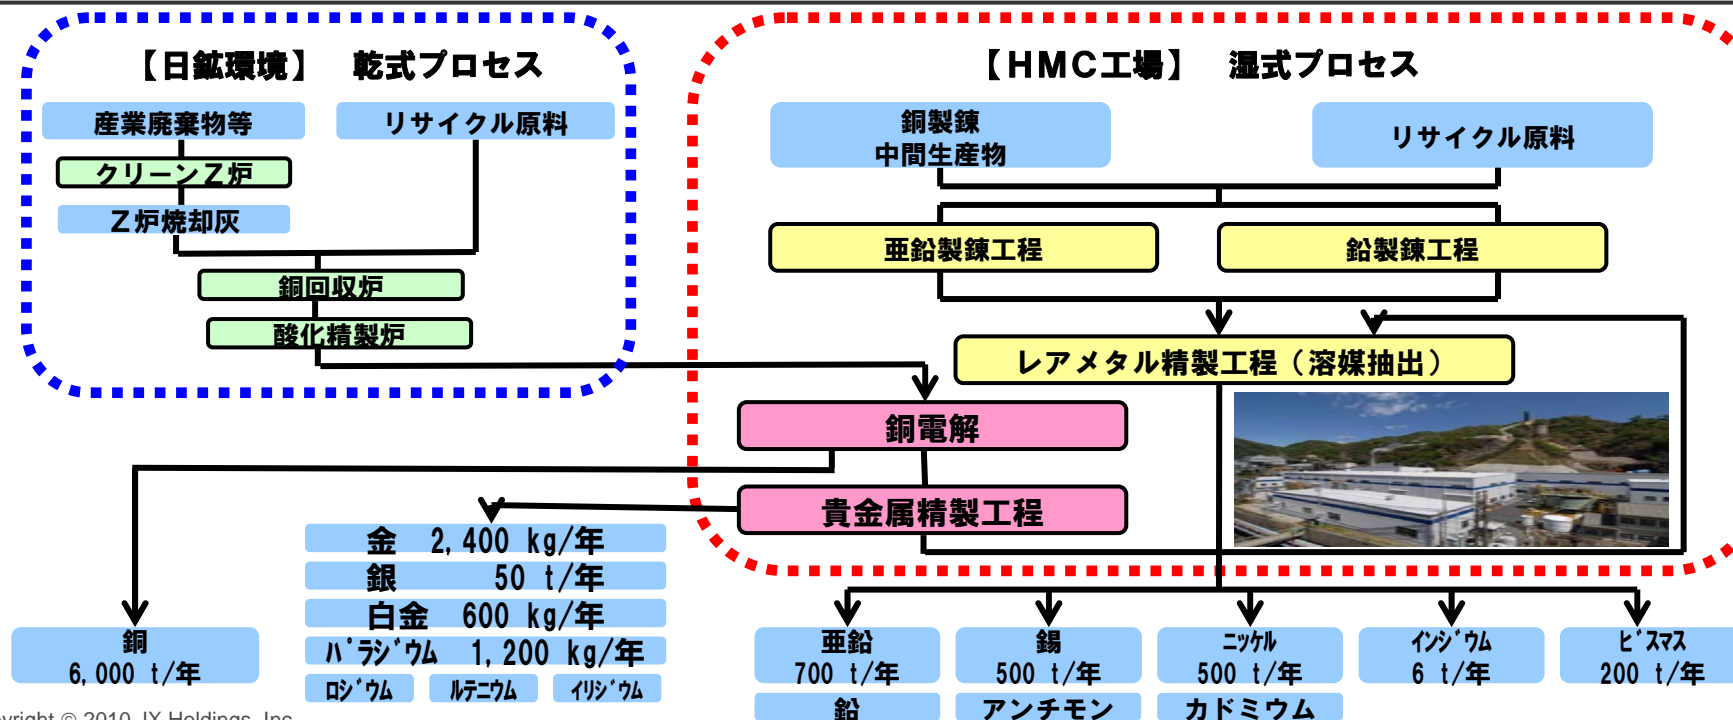 【日鉱環境】　乾式プロセス
産業廃棄物等
リサイクル原料
クリーンＺ炉
Ｚ炉焼却灰
銅回収炉
酸化精製炉
【ＨＭＣ工場】　湿式プロセス
銅製錬
中間生産物
リサイクル原料
亜鉛製錬工程
鉛製錬工程
レアメタル精製工程（溶媒抽出）
銅電解
貴金属精製工程
金　2,400 kg/年
銀　50 t/年
白金　600 kg/年
パラジウム　1,200 kg/年
ロジウム
ルテニウム
イリジウム
銅
6,000 t/年
亜鉛
700 t/年
錫
500 t/年
ニッケル
500 t/年
インジウム
6 t/年
ビスマス
200 t/年
鉛
アンチモン
カドミウム
2010 JX Holdings, Inc